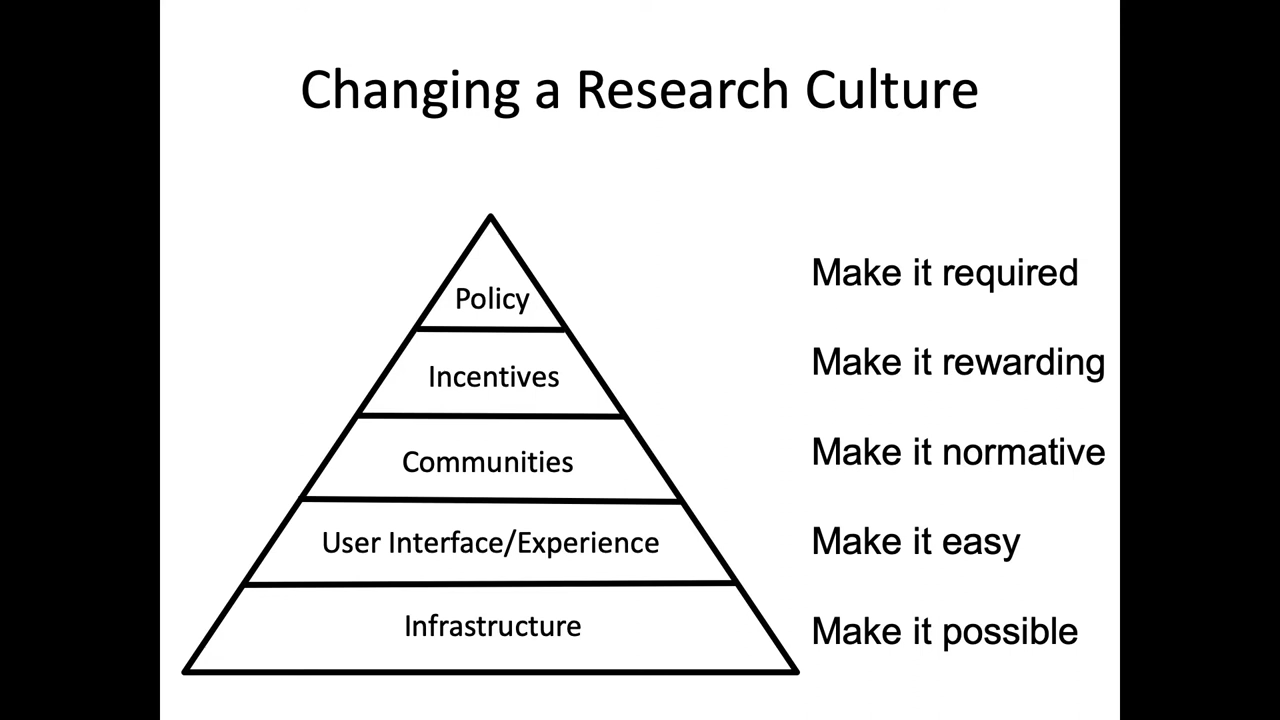 Changing a Research Culture
Policy
Make it required
Incentives
Make it rewarding
Communities
Make it normative
User Interface/Experience
Make it easy
Infrastructure
Make it possible